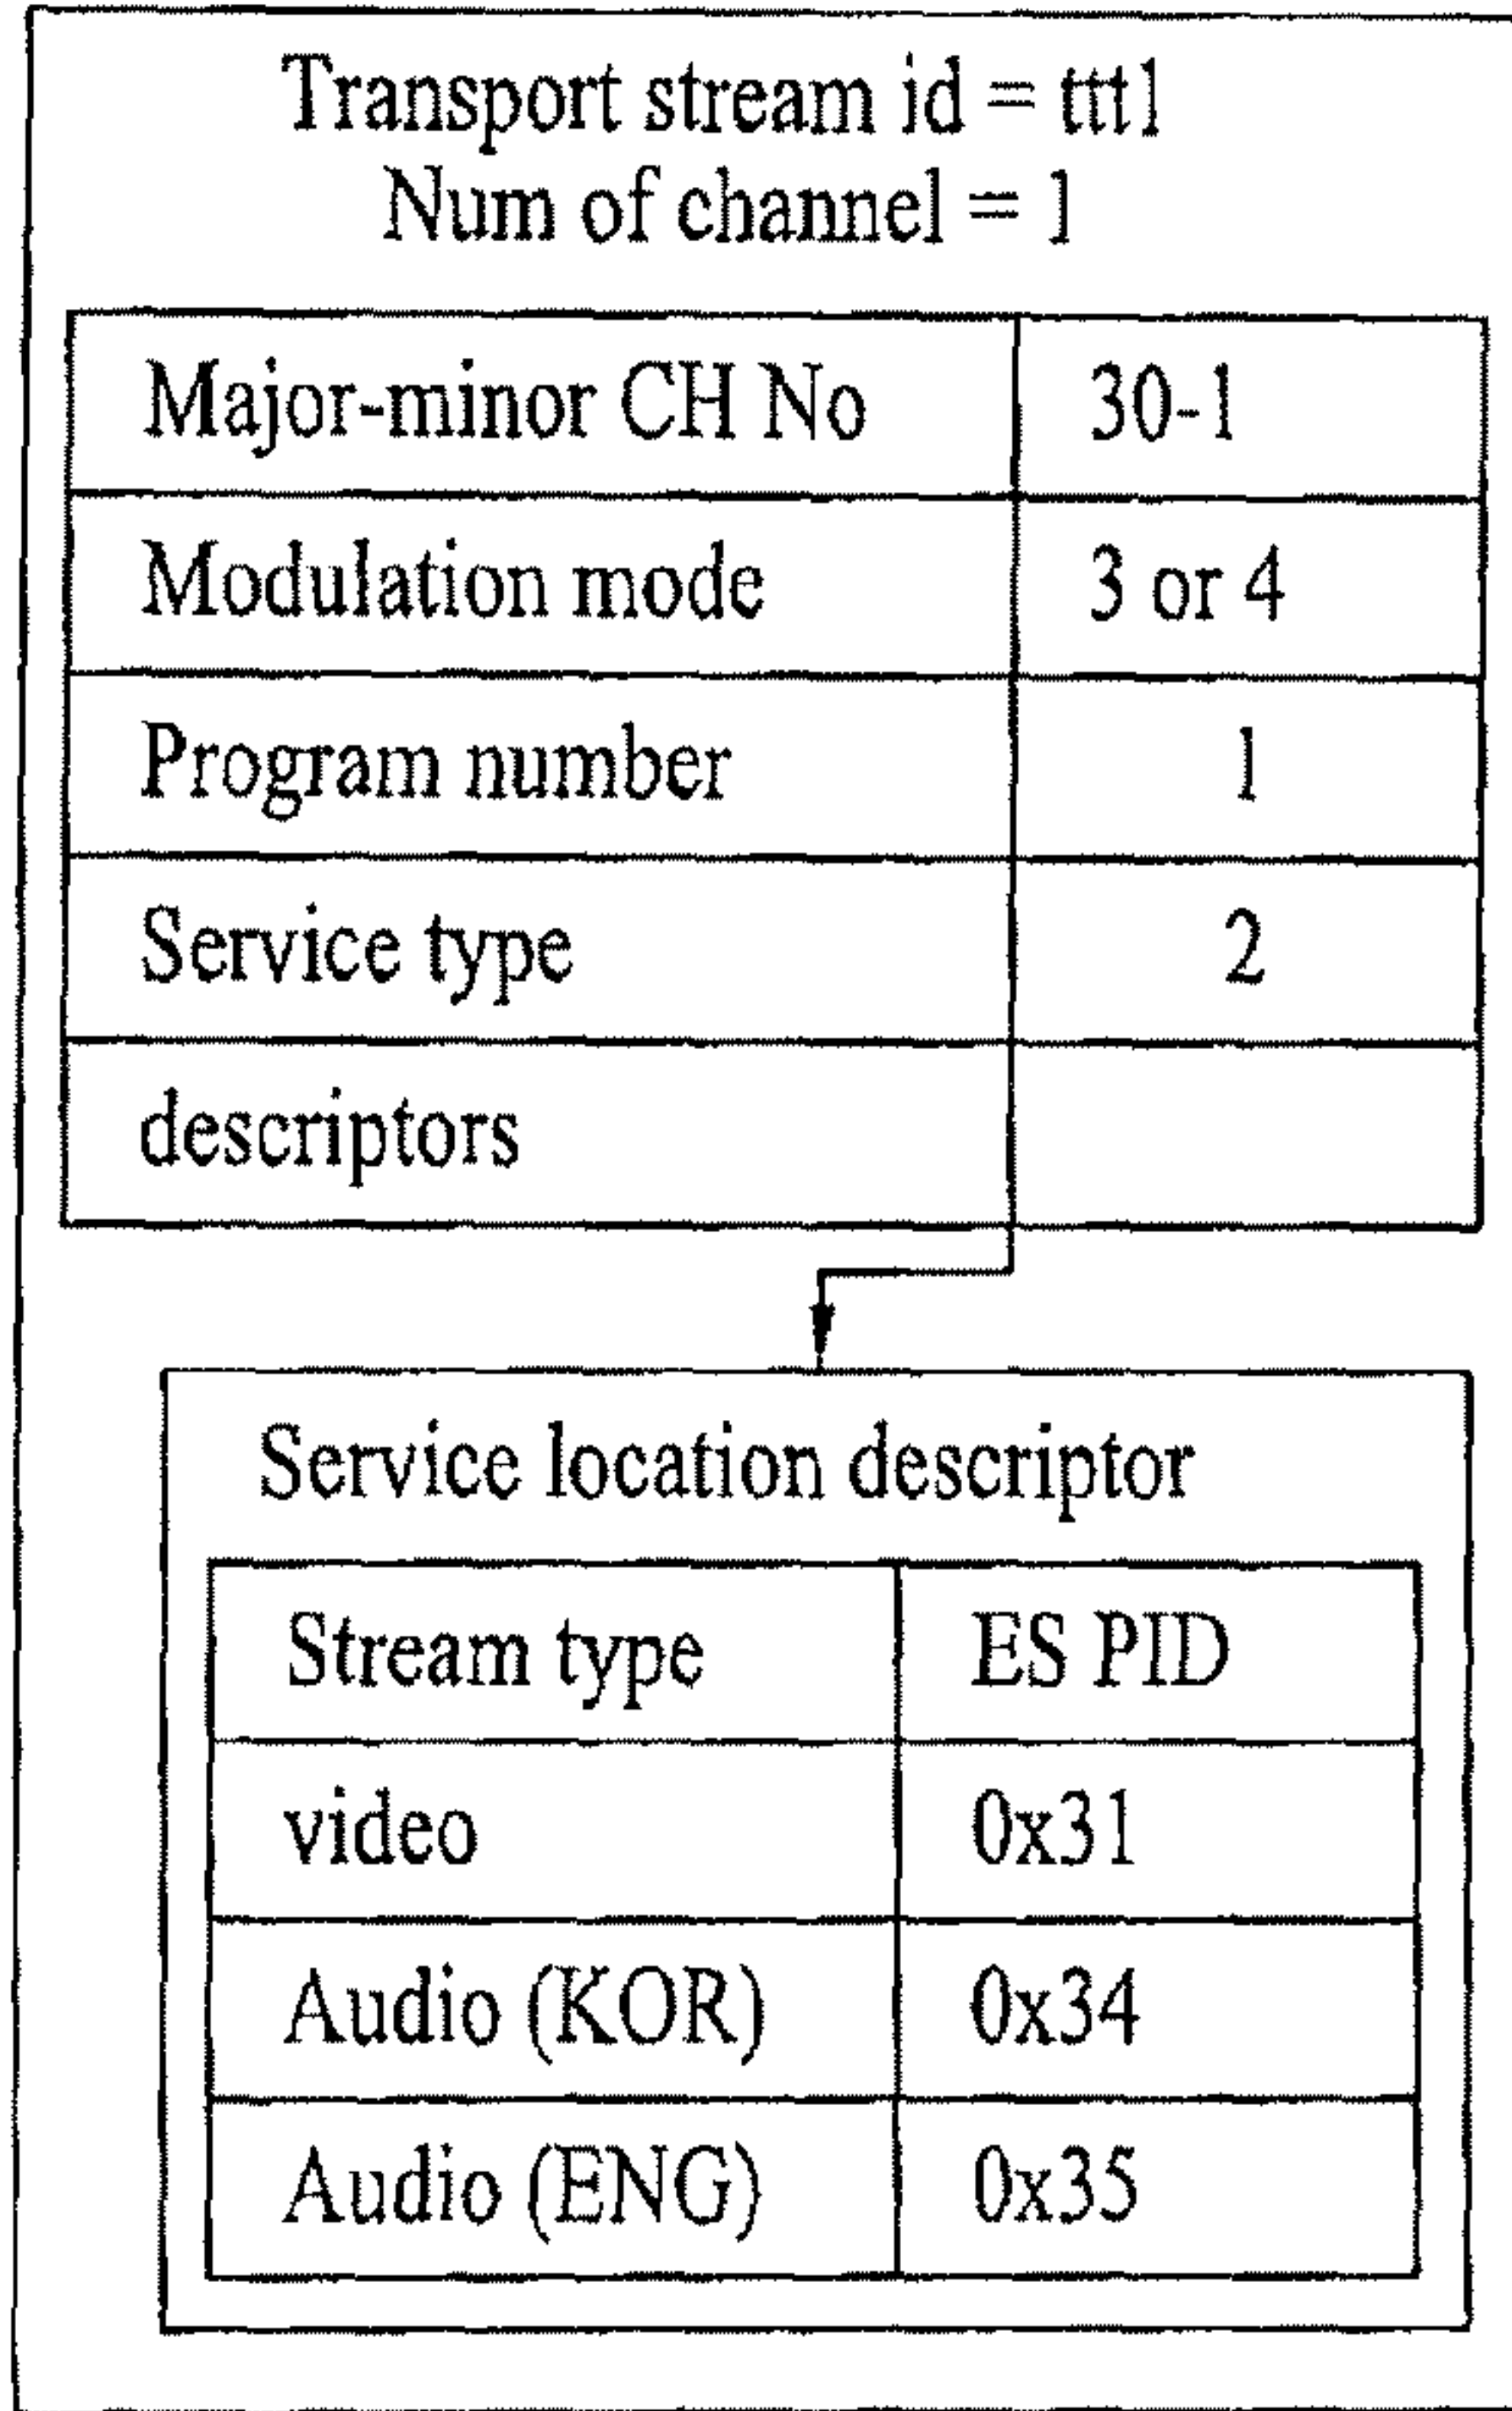 Transport stream id = ttt1
Num of channel = 1
Major-minor CH No 30-1
Modulation mode 3 or 4
Program number 1
Service type 2
descriptors
Service location descriptor
Stream type ES PID
video 0x31
Audio (KOR) 0x34
Audio (ENG) 0x35